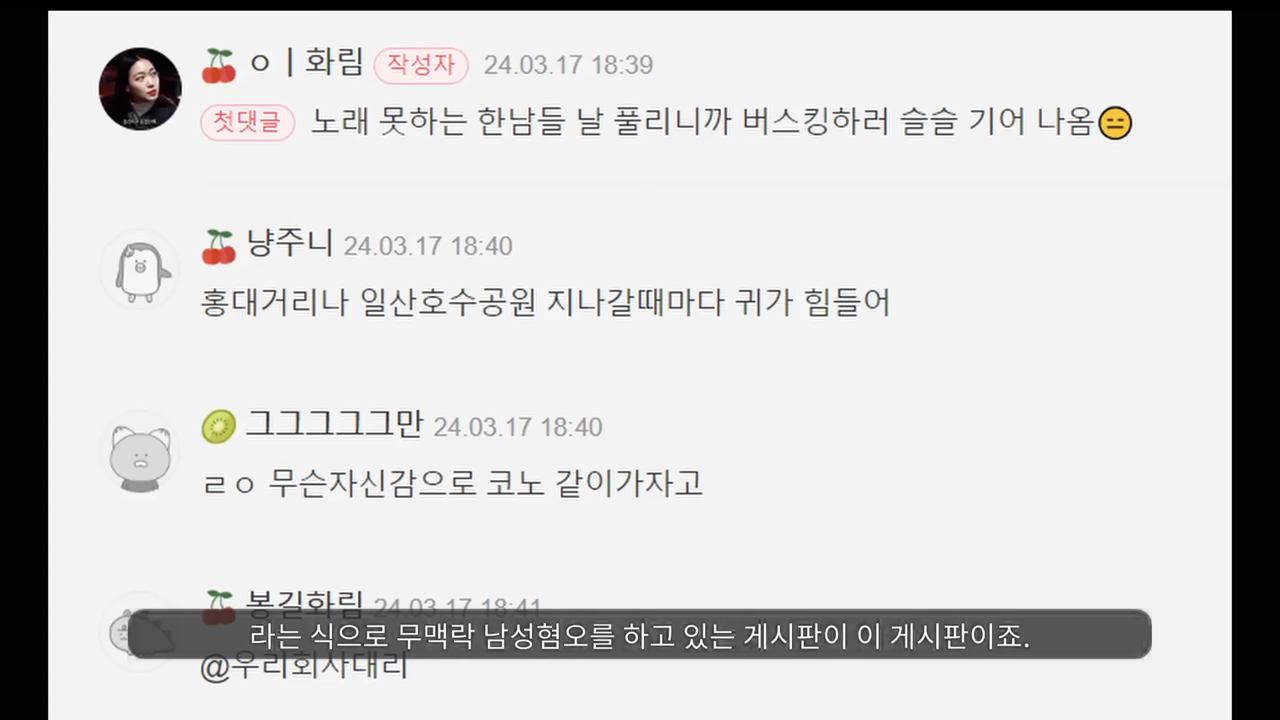 ㅇ | 화림 작성자 24.03.17 18:39
첫댓글 노래 못하는 한남들 날 풀리니까 버스킹하러 슬슬 기어 나옴😑
냥주니 24.03.17 18:40
홍대거리나 일산호수공원 지나갈때마다 귀가 힘들어
그그그그그만 24.03.17 18:40
ㄹㅇ 무슨자신감으로 코노 같이가자고
봉길화림 24.03.17 18:41
라는 식으로 무맥락 남성혐오를 하고 있는 게시판이 이 게시판이죠.
@우리회사대리